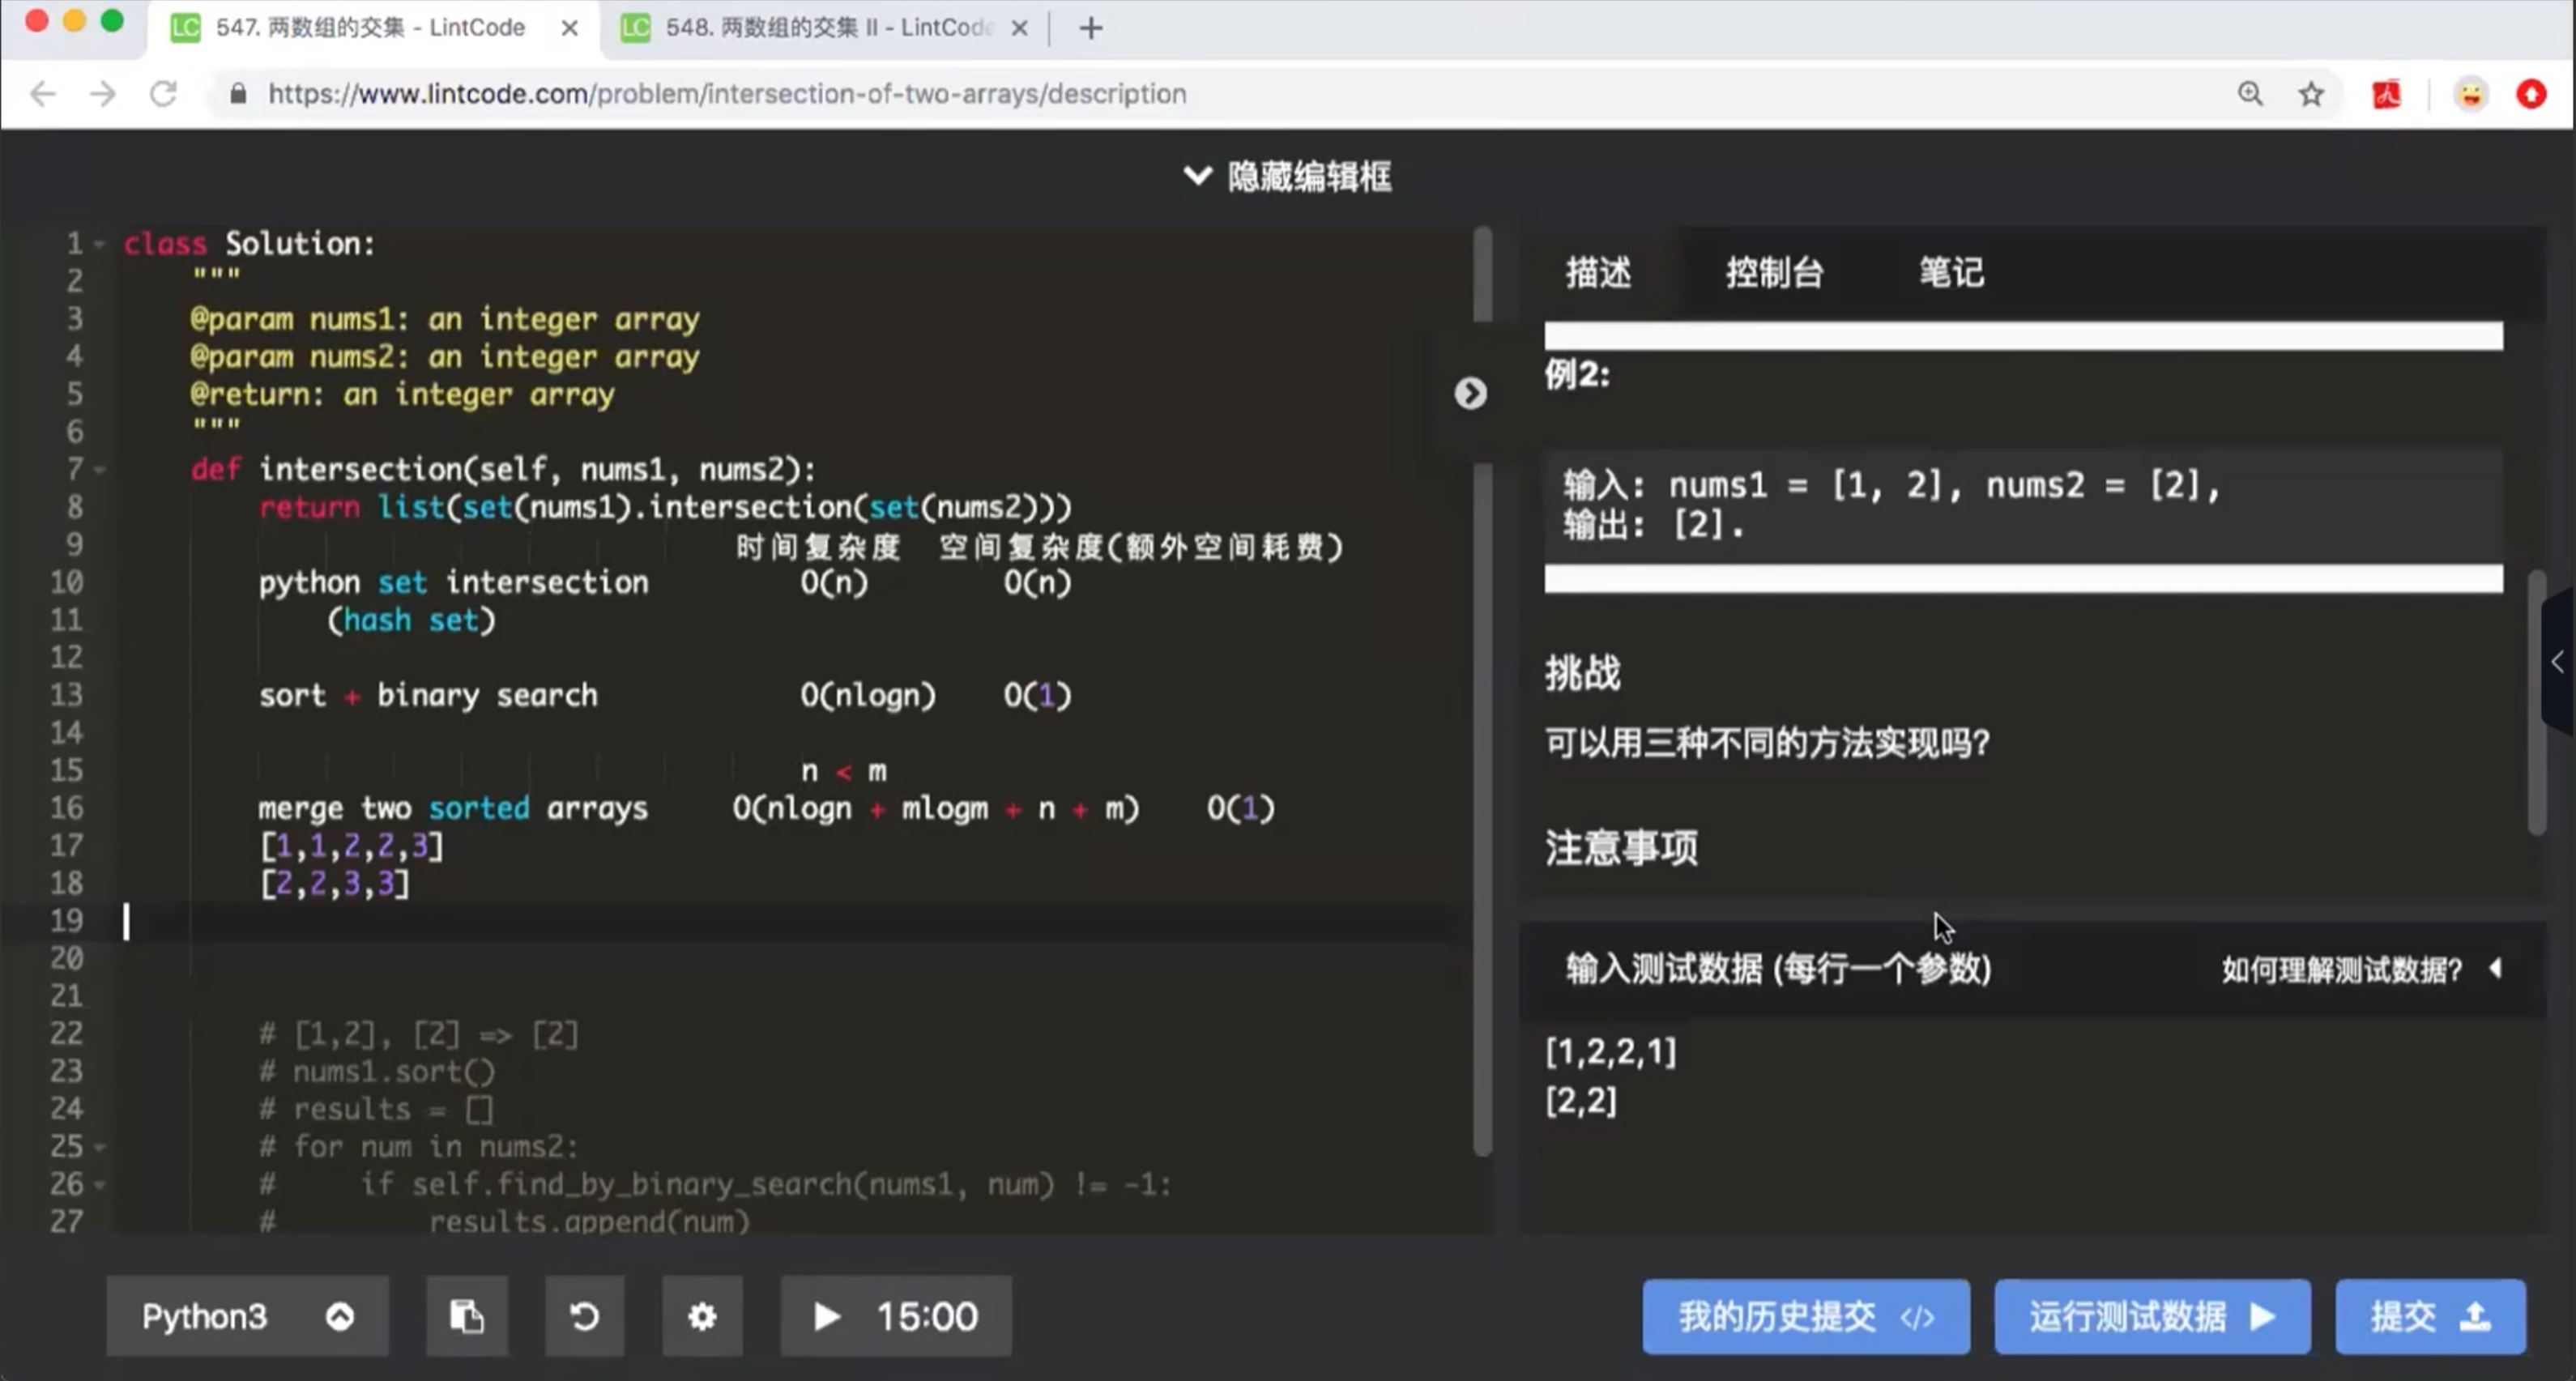 547. 两数组的交集 - LintCode
548. 两数组的交集 II - LintCode
https://www.lintcode.com/problem/intersection-of-two-arrays/description
隐藏编辑框
1 class Solution:
2 """
3 @param nums1: an integer array
4 @param nums2: an integer array
5 @return: an integer array
6 """
7 def intersection(self, nums1, nums2):
8 return list(set(nums1).intersection(set(nums2)))
9 时间复杂度 空间复杂度(额外空间耗费)
10 python set intersection O(n) O(n)
11 (hash set)
12
13 sort + binary search O(nlogn) O(1)
14
15 n < m
16 merge two sorted arrays O(nlogn + mlogm + n + m) O(1)
17 [1,1,2,2,3]
18 [2,2,3,3]
19
20
21
22 # [1,2], [2] => [2]
23 # nums1.sort()
24 # results = []
25 # for num in nums2:
26 # if self.find_by_binary_search(nums1, num) != -1:
27 # results.append(num)
描述 控制台 笔记
例2:
输入: nums1 = [1, 2], nums2 = [2],
输出: [2].
挑战
可以用三种不同的方法实现吗?
注意事项
输入测试数据 (每行一个参数) 如何理解测试数据?
[1,2,2,1]
[2,2]
Python3 15:00 我的历史提交 </> 运行测试数据 提交